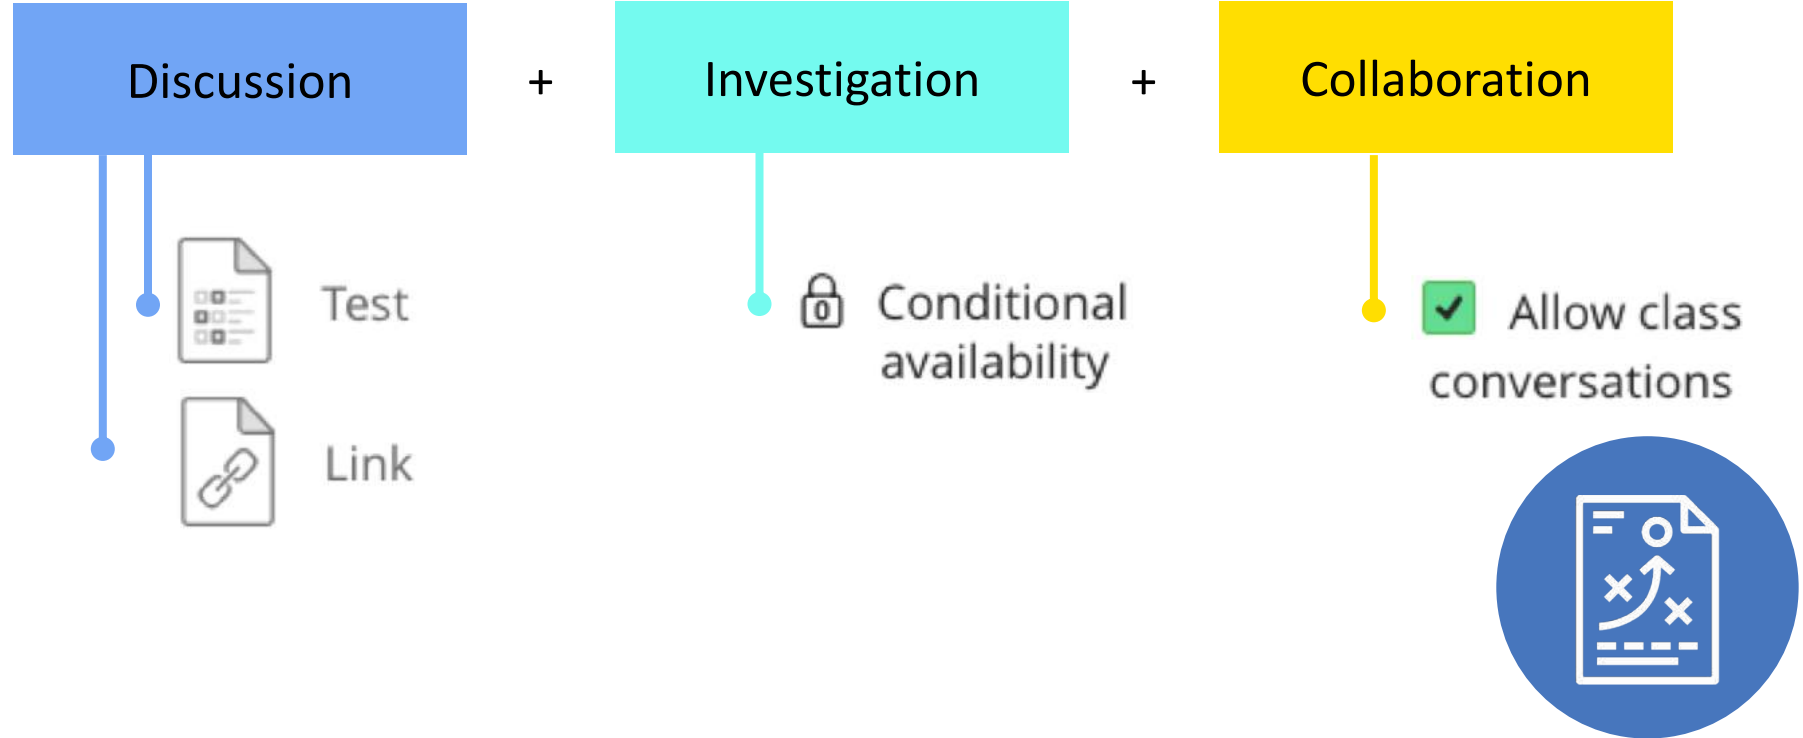 Discussion + Investigation + Collaboration
Test
Link
Conditional
availability
Allow class
conversations